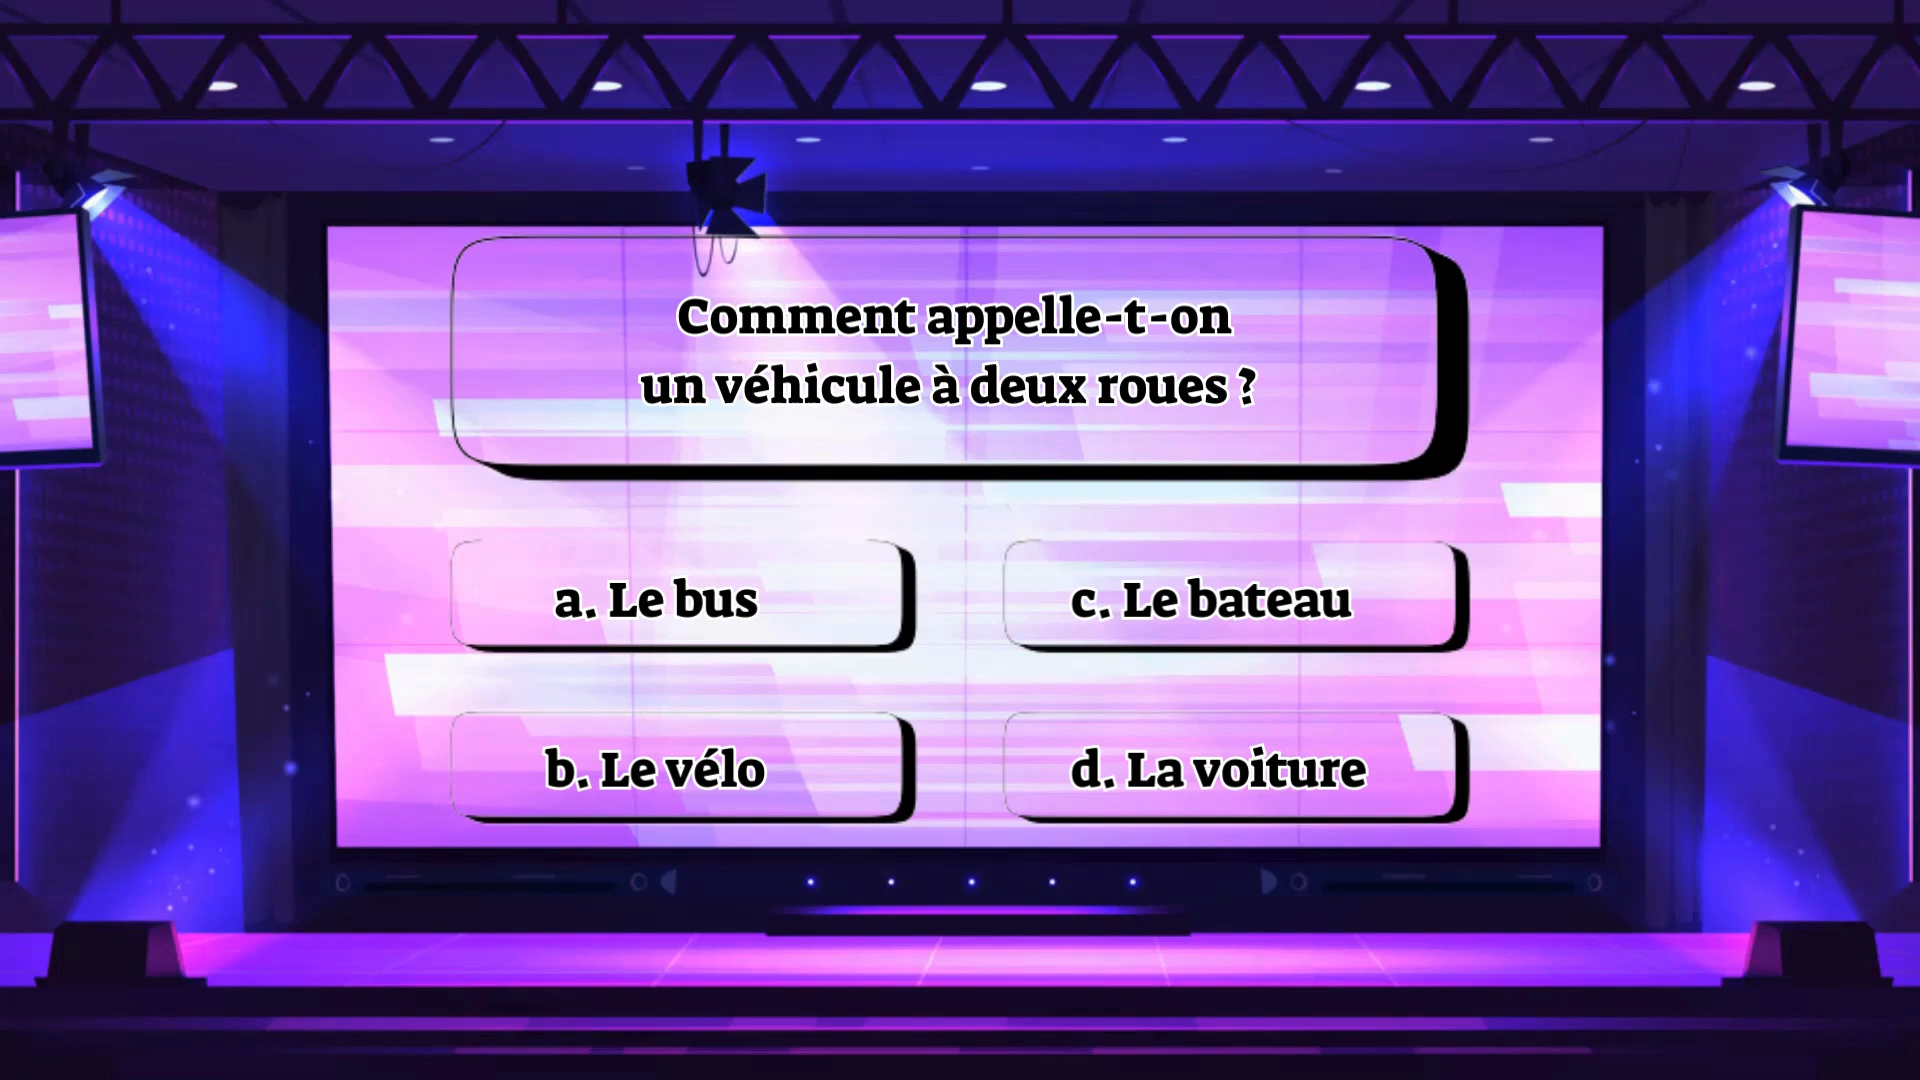 Comment appelle-t-on
un véhicule à deux roues ?
a. Le bus
c. Le bateau
b. Le vélo
d. La voiture